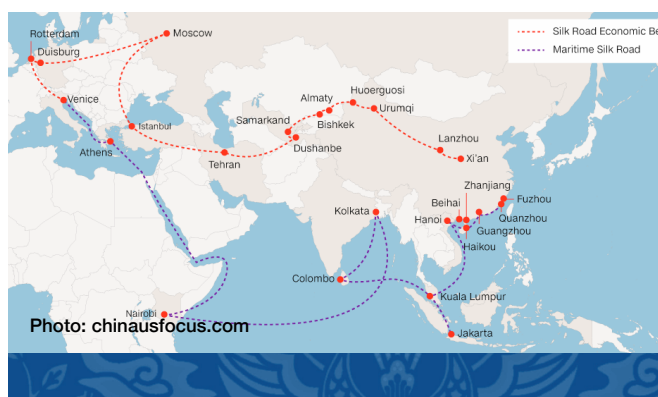 Rotterdam
Duisburg
Moscow
Silk Road Economic Be
Maritime Silk Road
Venice
Istanbul
Athens
Tehran
Samarkand
Dushanbe
Almaty
Bishkek
Huoerguosi
Urumqi
Lanzhou
Xi'an
Zhanjiang
Beihai
Fuzhou
Quanzhou
Guangzhou
Haikou
Hanoi
Kolkata
Colombo
Kuala Lumpur
Jakarta
Nairobi
Photo: chinausfocus.com